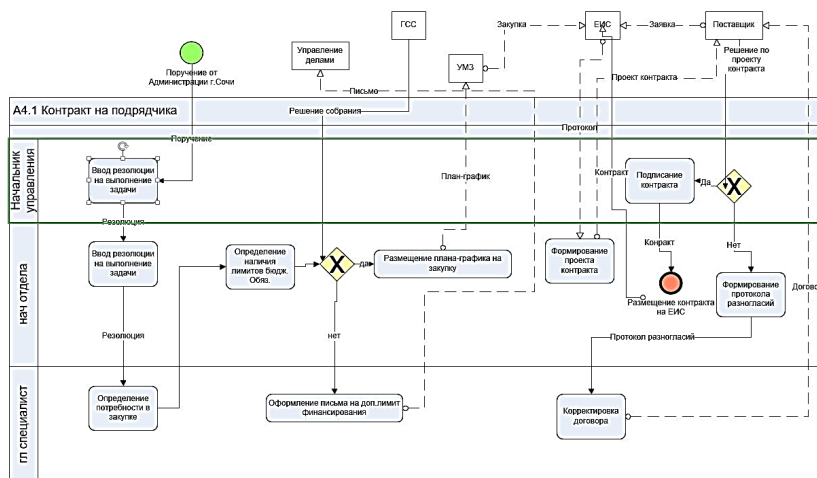 ГСС
Закупка
ЕИС
Заявка
Поставщик
Управление
делами
УМЗ
Решение по
проекту
контракта
Поручение от
Администрации г.Сочи
Проект контракта
Письмо
А4.1 Контракт на подрядчика
Решение собрания
Протокол
Поручение
Начальник
управления
Ввод резолюции
на выполнение
задачи
План-график
Контракт
Подписание
контракта
Да
X
Резолюция
Конракт
Нет
нач отдела
Ввод резолюции
на выполнение
задачи
Определение
наличия
лимитов бюдж.
Обяз.
X
да
Размещение плана-графика на
закупку
Формирование
проекта
контракта
Размещение контракта
на ЕИС
Формирование
протокола
разногласий
Догово
Резолюция
нет
Протокол разногласий
гл специалист
Определение
потребности в
закупке
Оформление письма на доп.лимит
финансирования
Корректировка
договора